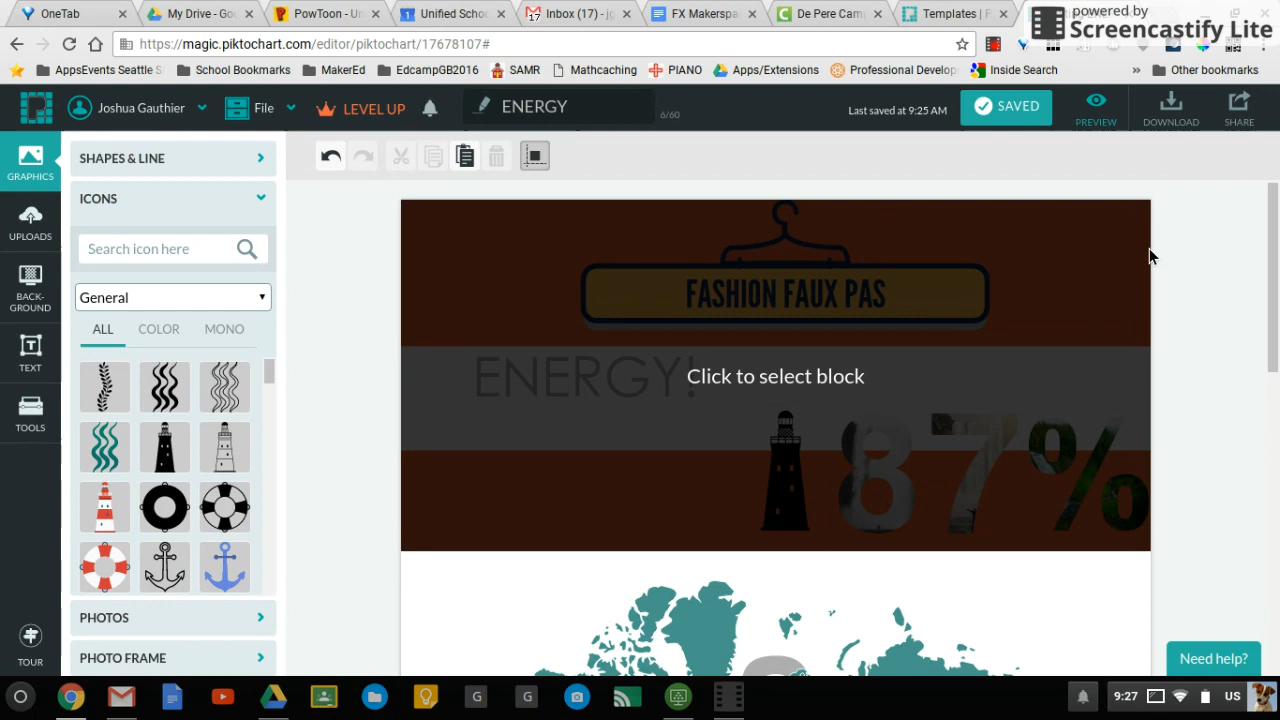 OneTab
My Drive - Go
PowToon - I
Unified Scho
Inbox (17) -
FX Makerspa
De Pere Cam
Templates | P
powered by
Screencastify Lite
https://magic.piktochart.com/editor/piktochart/17678107#
AppsEvents Seattle S
School Bookmarks
MakerEd
EdcampGB2016
SAMR
Mathcaching
PIANO
Apps/Extensions
Professional Develop
Inside Search
»
Other bookmarks
Joshua Gauthier
File
LEVEL UP
ENERGY
6/60
Last saved at 9:25 AM
SAVED
PREVIEW
DOWNLOAD
SHARE
GRAPHICS
UPLOADS
BACK-
GROUND
TEXT
TOOLS
TOUR
SHAPES & LINE
ICONS
Search icon here
General
ALL
COLOR
MONO
PHOTOS
PHOTO FRAME
FASHION FAUX PAS
ENERGY!
Click to select block
87%
Need help?
9:27
US